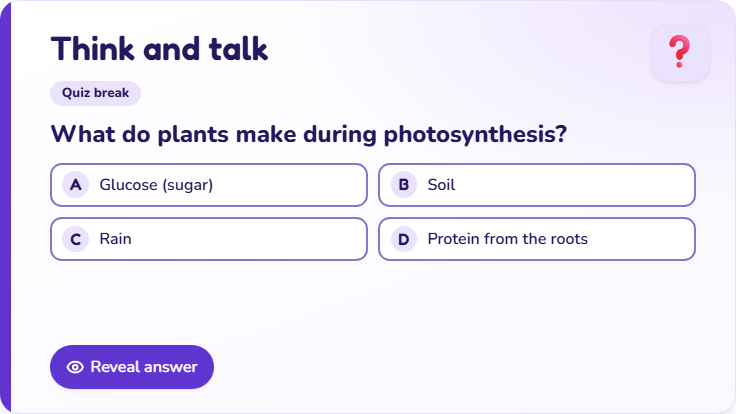 Think and talk
Quiz break
What do plants make during photosynthesis?
A Glucose (sugar)
B Soil
C Rain
D Protein from the roots
Reveal answer